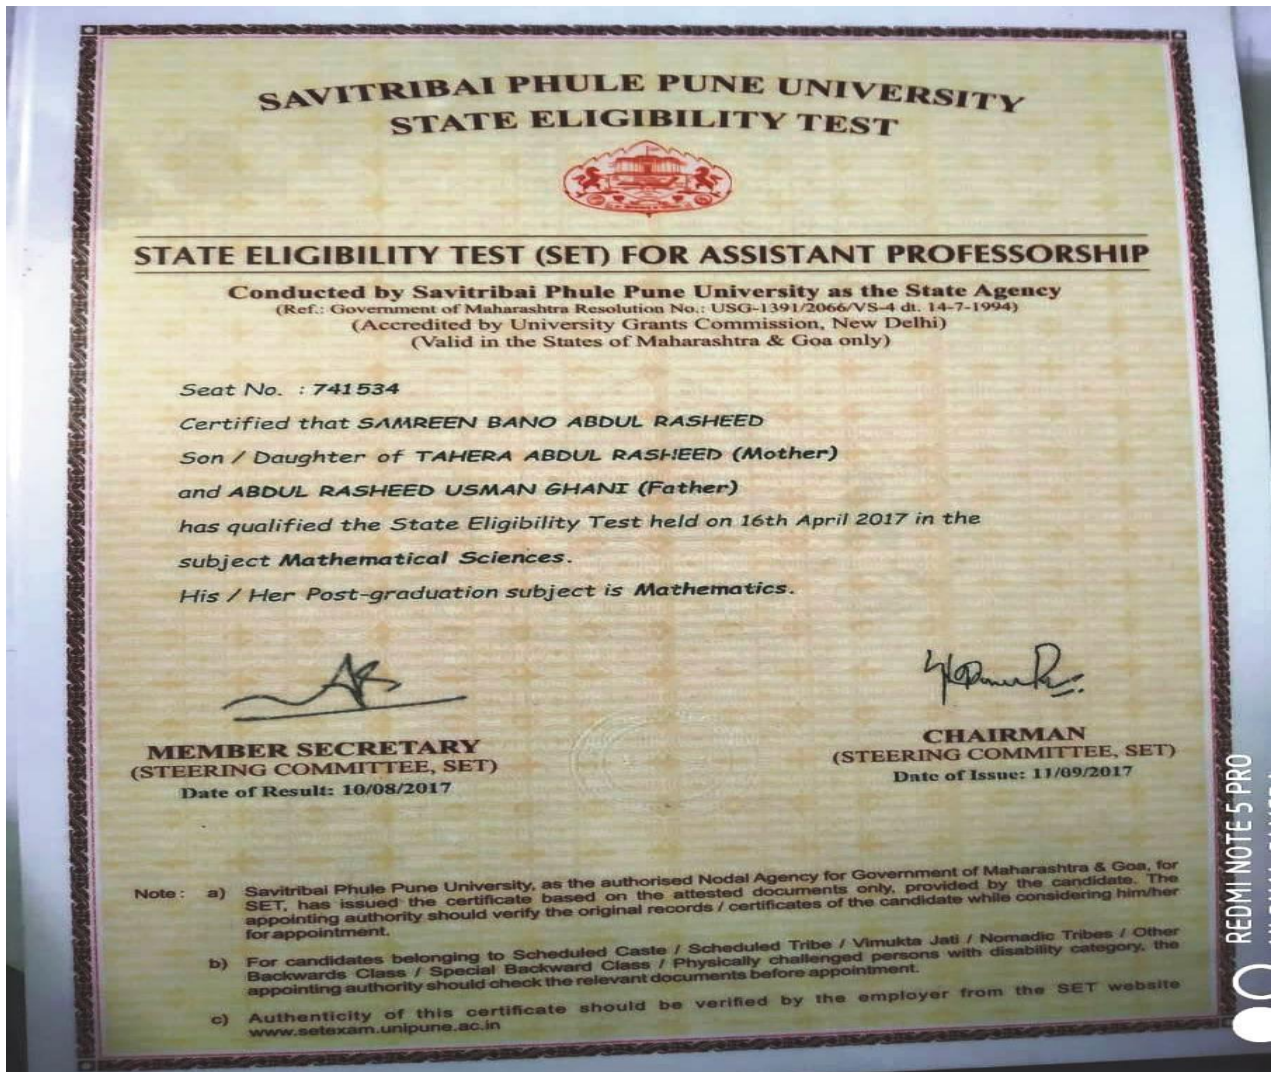 SAVITRIBAI PHULE PUNE UNIVERSITY
STATE ELIGIBILITY TEST
STATE ELIGIBILITY TEST (SET) FOR ASSISTANT PROFESSORSHIP
Conducted by Savitribai Phule Pune University as the State Agency
(Ref.: Government of Maharashtra Resolution No.: USG-1391/2066/VS-4 dt. 14-7-1994)
(Accredited by University Grants Commission, New Delhi)
(Valid in the States of Maharashtra & Goa only)
Seat No. : 741534
Certified that SAMREEN BANO ABDUL RASHEED
Son / Daughter of TAHERA ABDUL RASHEED (Mother)
and ABDUL RASHEED USMAN GHANI (Father)
has qualified the State Eligibility Test held on 16th April 2017 in the
subject Mathematical Sciences.
His / Her Post-graduation subject is Mathematics.
MEMBER SECRETARY
(STEERING COMMITTEE, SET)
Date of Result: 10/08/2017
CHAIRMAN
(STEERING COMMITTEE, SET)
Date of Issue: 11/09/2017
Note : a) Savitribai Phule Pune University, as the authorised Nodal Agency for Government of Maharashtra & Goa, for
SET, has issued the certificate based on the attested documents only, provided by the candidate. The
appointing authority should verify the original records / certificates of the candidate while considering him/her
for appointment.
b) For candidates belonging to Scheduled Caste / Scheduled Tribe / Vimukta Jati / Nomadic Tribes / Other
Backwards Class / Special Backward Class / Physically challenged persons with disability category, the
appointing authority should check the relevant documents before appointment.
c) Authenticity of this certificate should be verified by the employer from the SET website
www.setexam.unipune.ac.in
REDMI NOTE 5 PRO